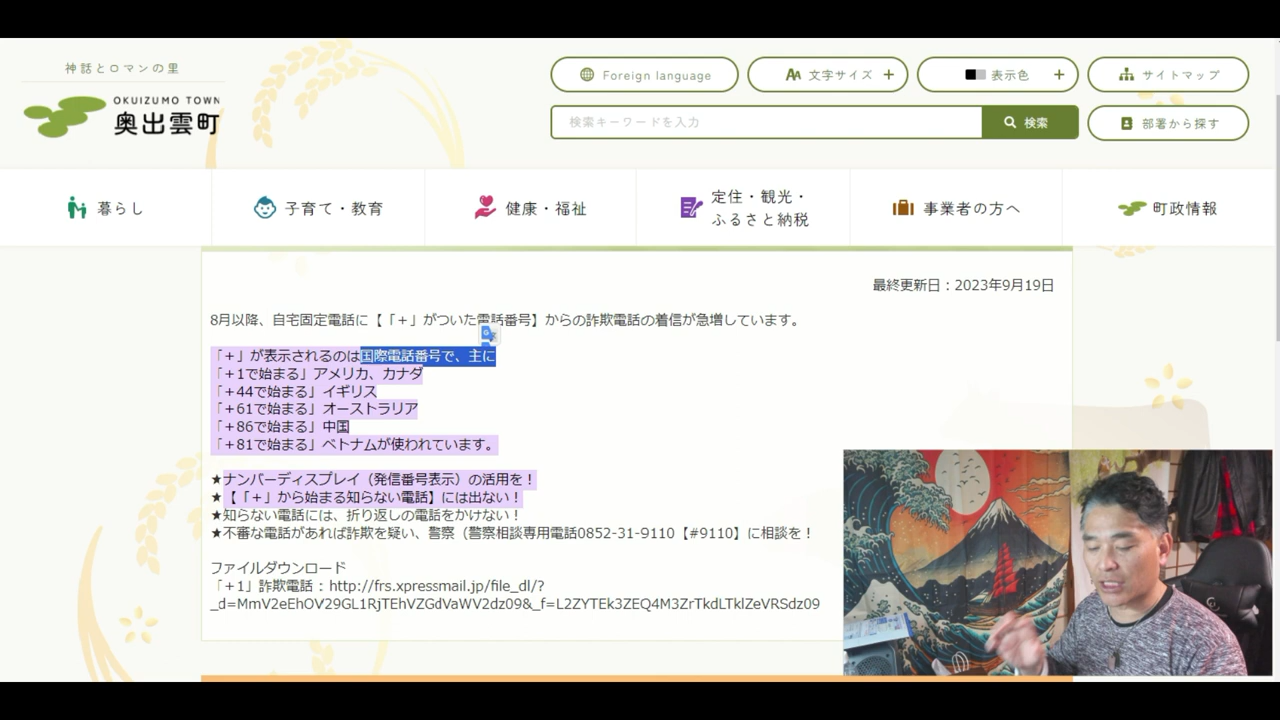 神話とロマンの里
OKUIZUMO TOWN
奥出雲町
Foreign language
文字サイズ
表示色
サイトマップ
検索キーワードを入力
検索
部署から探す
暮らし
子育て・教育
健康・福祉
定住・観光・
ふるさと納税
事業者の方へ
町政情報
最終更新日:2023年9月19日
8月以降、自宅固定電話に【「+」がついた電話番号】からの詐欺電話の着信が急増しています。
「+」が表示されるのは国際電話番号で、主に
「+1で始まる」アメリカ、カナダ
「+44で始まる」イギリス
「+61で始まる」オーストラリア
「+86で始まる」中国
「+81で始まる」ベトナムが使われています。
★ナンバーディスプレイ(発信番号表示)の活用を!
★【「+」から始まる知らない電話】には出ない!
★知らない電話には、折り返しの電話をかけない!
★不審な電話があれば詐欺を疑い、警察(警察相談専用電話0852-31-9110【#9110】に相談を!
ファイルダウンロード
「+1」詐欺電話:http://frs.xpressmail.jp/file_dl/?
_d=MmV2eEhOV29GL1RjTEhVZGdVaWV2dz09&_f=L2ZYTEk3ZEQ4M3ZrTkdLTklZeVRSdz09